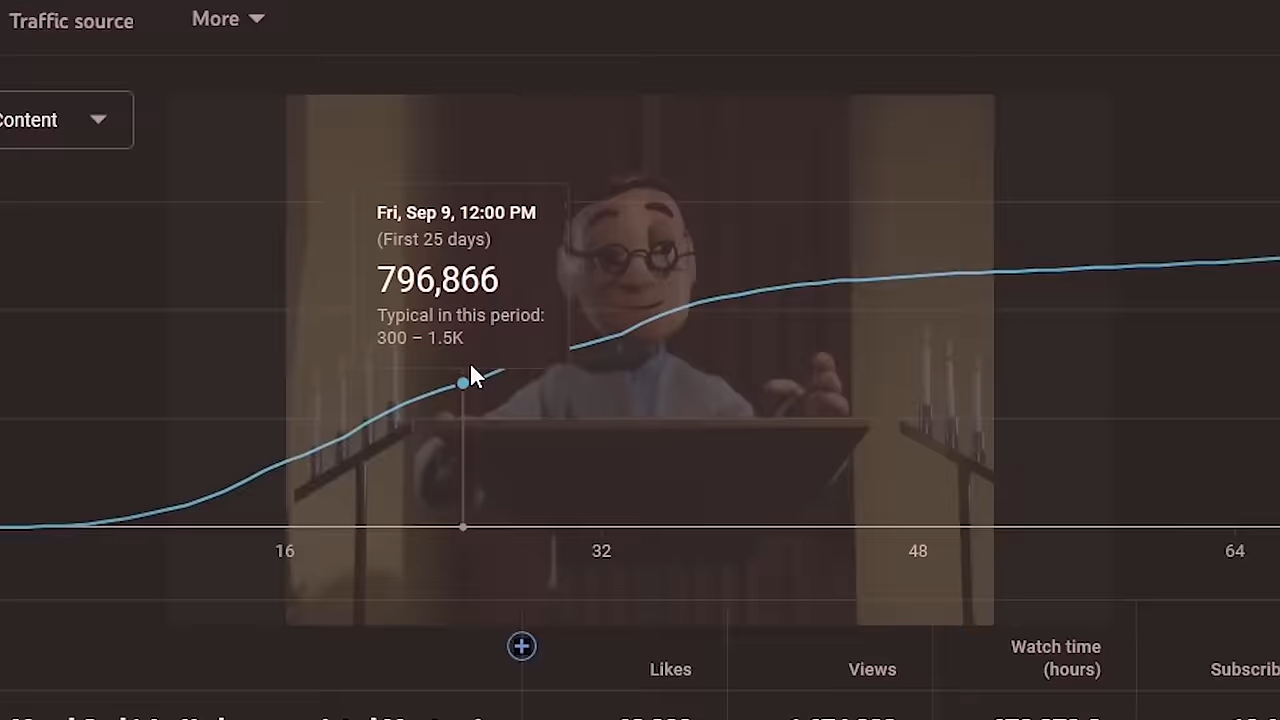 Traffic source
More
Content
Fri, Sep 9, 12:00 PM
(First 25 days)
796,866
Typical in this period:
300 – 1.5K
16
32
48
64
Likes
Views
Watch time
(hours)
Subscrib